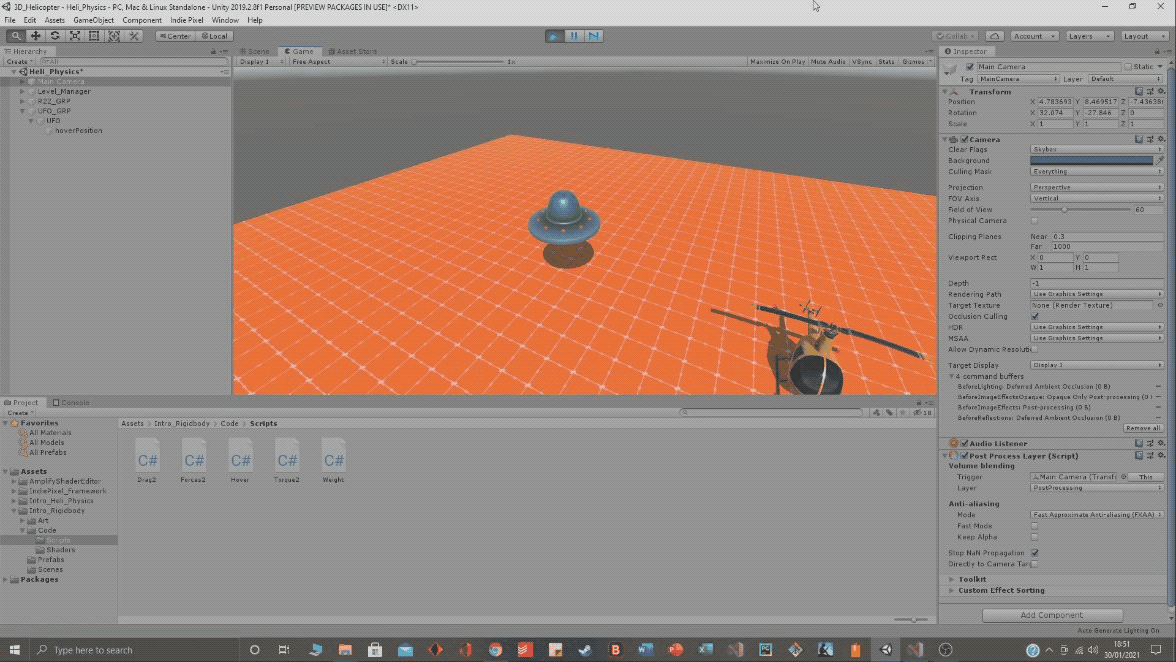 3D_Helicopter - Heli_Physics - PC, Mac & Linux Standalone - Unity 2019.2.8f1 Personal [PREVIEW PACKAGES IN USE]* <DX11>
File Edit Assets GameObject Component Indie Pixel Window Help
Center Local Collab Account Layers Layout
Hierarchy Scene Game Asset Store Inspector
Create All Display 1 Free Aspect Scale 1x Maximize On Play Mute Audio VSync Stats Gizmos
Main Camera Static
Heli_Physics*
Main Camera
Level_Manager
R22_GRP
UFO_GRP
UFO
hoverPosition
Tag MainCamera Layer Default
Transform
Position X 4.783693 Y 8.469517 Z -7.436386
Rotation X 32.074 Y -27.846 Z 0
Scale X 1 Y 1 Z 1
Camera
Clear Flags Skybox
Background
Culling Mask Everything
Projection Perspective
FOV Axis Vertical
Field of View 60
Physical Camera
Clipping Planes Near 0.3
Far 1000
Viewport Rect X 0 Y 0
W 1 H 1
Depth -1
Rendering Path Use Graphics Settings
Target Texture None (Render Texture)
Occlusion Culling
HDR Use Graphics Settings
MSAA Use Graphics Settings
Allow Dynamic Resoluti
Target Display Display 1
4 command buffers
BeforeLighting: Deferred Ambient Occlusion (0 B)
BeforeImageEffectsOpaque: Opaque Only Post-processing (0
BeforeImageEffects: Post-processing (0 B)
BeforeReflections: Deferred Ambient Occlusion (0 B)
Remove all
Audio Listener
Post Process Layer (Script)
Volume blending
Trigger Main Camera (Transfc This
Layer PostProcessing
Anti-aliasing
Mode Fast Approximate Anti-aliasing (FXAA)
Fast Mode
Keep Alpha
Stop NaN Propagation
Directly to Camera Tar
Toolkit
Custom Effect Sorting
Add Component
Auto Generate Lighting On
Project Console
Create 18
Favorites
All Materials
All Models
All Prefabs
Assets
AmplifyShaderEditor
IndiePixel_Framework
Intro_Heli_Physics
Intro_Rigidbody
Art
Code
Scripts
Shaders
Prefabs
Scenes
Packages
Assets Intro_Rigidbody Code Scripts
C# C# C# C# C#
Drag2 Forces2 Hover Torque2 Weight
Type here to search
18:51
30/01/2021